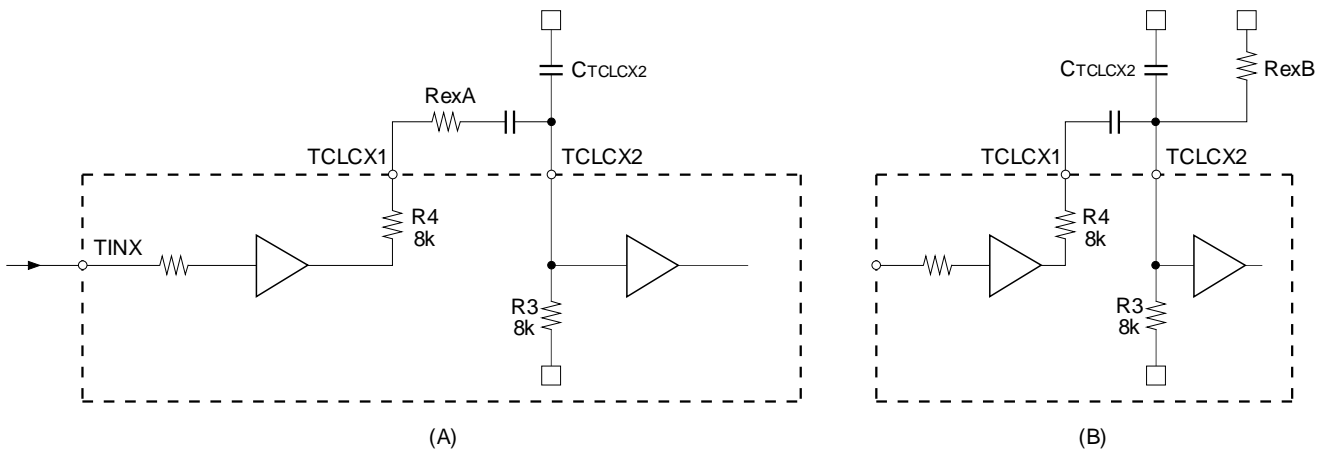 CTCLCX2
RexA
TCLCX1
TCLCX2
R4
8k
TINX
R3
8k
(A)
CTCLCX2
RexB
TCLCX1
TCLCX2
R4
8k
R3
8k
(B)